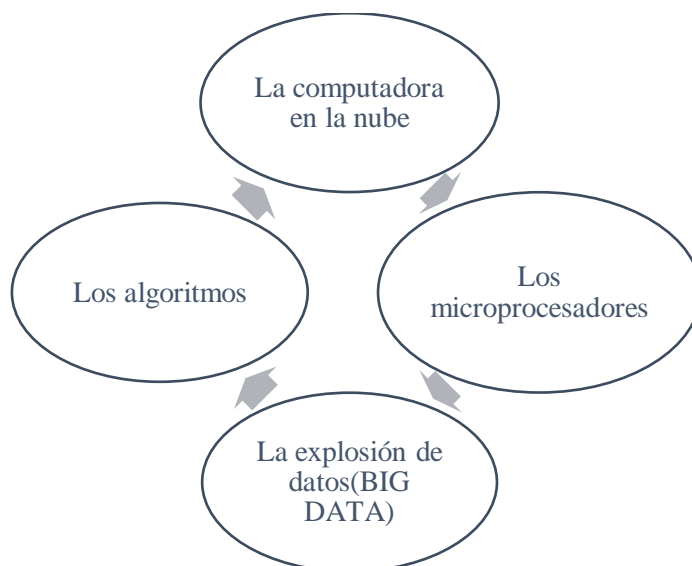 La computadora
en la nube
Los algoritmos
Los
microprocesadores
La explosión de
datos(BIG
DATA)